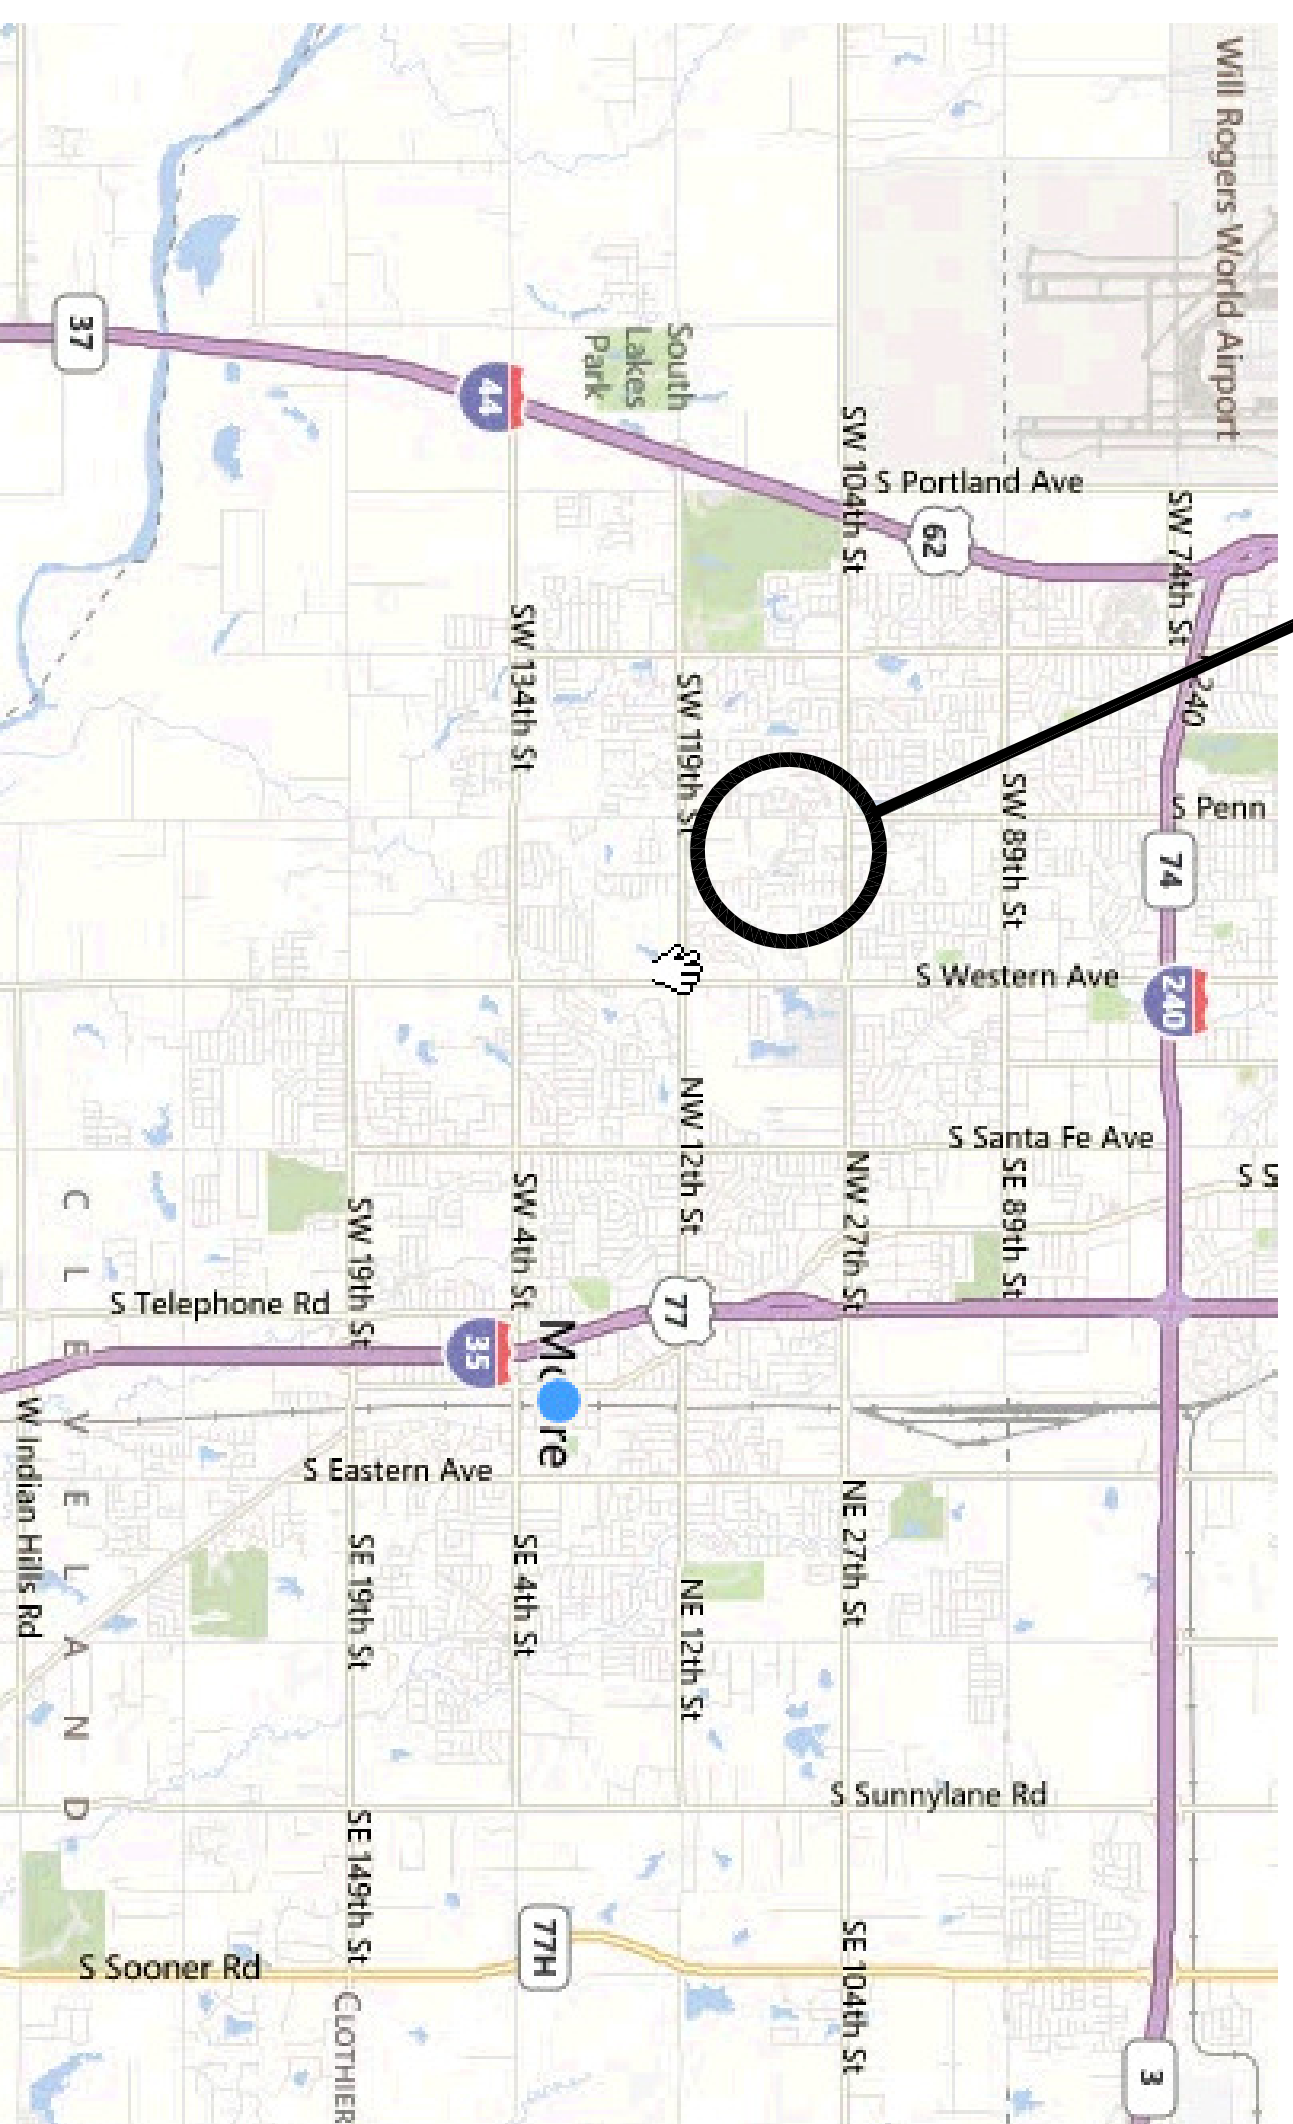 Will Rogers World Airport
37
44
South
Lakes
Park
SW 104th St
S Portland Ave
62
SW 74th St
240
SW 134th St
SW 119th St
SW 89th St
S Penn
74
S Western Ave
240
NW 12th St
S Santa Fe Ave
S S
SE 89th St
NW 27th St
SW 4th St
SW 19th St
S Telephone Rd
77
35
re
S Eastern Ave
W Indian Hills Rd
CLEVELAND
NE 27th St
SE 4th St
SE 19th St
NE 12th St
S Sunnylane Rd
SE 149th St
77H
SE 104th St
S Sooner Rd
CLOTHIER
3